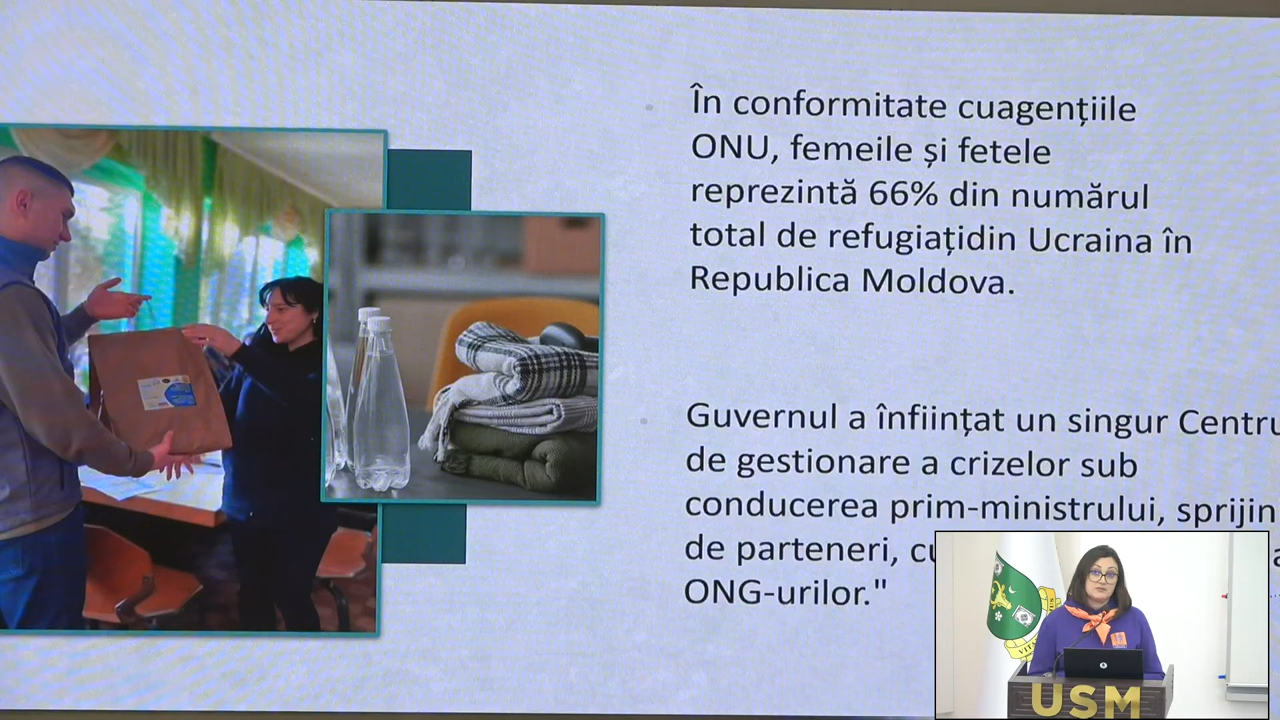 În conformitate cuagențiile
ONU, femeile și fetele
reprezintă 66% din numărul
total de refugiațidin Ucraina în
Republica Moldova.
Guvernul a înființat un singur Centru
de gestionare a crizelor sub
conducerea prim-ministrului, sprijin
de parteneri,
ONG-urilor."
USM